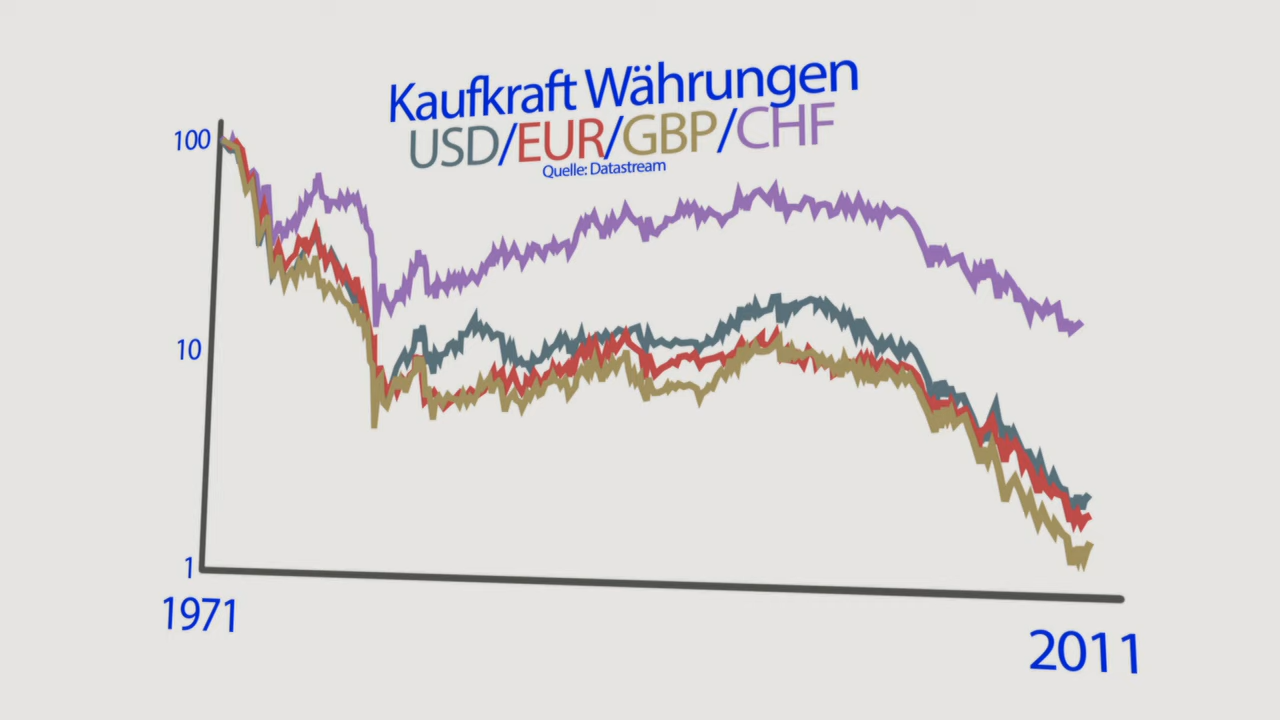 Kaufkraft Währungen
USD/EUR/GBP/CHF
Quelle: Datastream
100
10
1
1971
2011